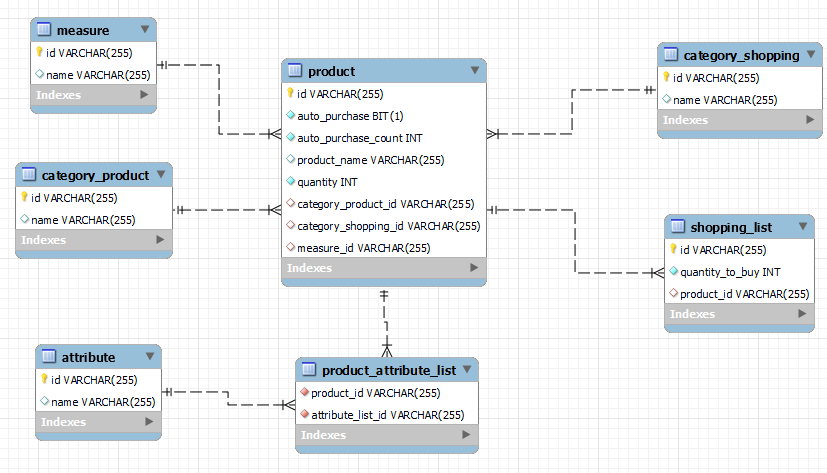 measure
id VARCHAR(255)
name VARCHAR(255)
Indexes
product
id VARCHAR(255)
auto_purchase BIT(1)
auto_purchase_count INT
product_name VARCHAR(255)
quantity INT
category_product_id VARCHAR(255)
category_shopping_id VARCHAR(255)
measure_id VARCHAR(255)
Indexes
category_shopping
id VARCHAR(255)
name VARCHAR(255)
Indexes
category_product
id VARCHAR(255)
name VARCHAR(255)
Indexes
shopping_list
id VARCHAR(255)
quantity_to_buy INT
product_id VARCHAR(255)
Indexes
attribute
id VARCHAR(255)
name VARCHAR(255)
Indexes
product_attribute_list
product_id VARCHAR(255)
attribute_list_id VARCHAR(255)
Indexes